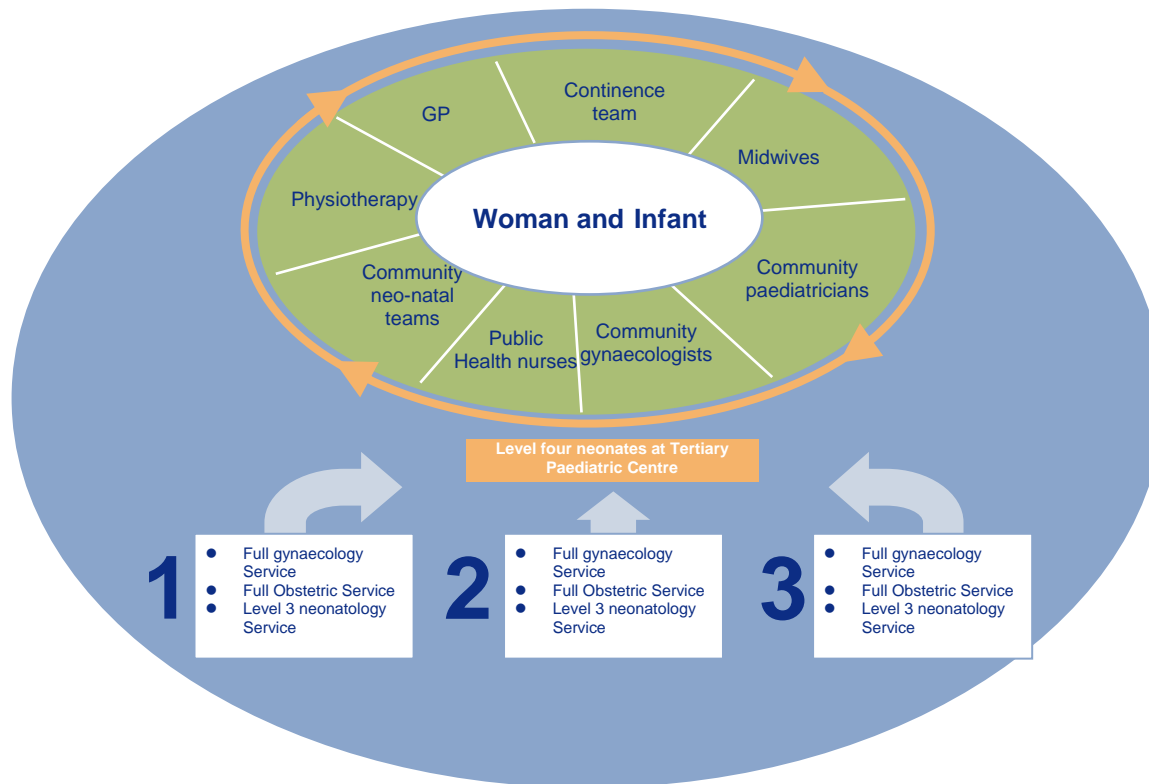 Continence
team
GP
Midwives
Physiotherapy
Woman and Infant
Community
paediatricians
Community
neo-natal
teams
Public
Health nurses
Community
gynaecologists
Level four neonates at Tertiary
Paediatric Centre
1
● Full gynaecology
Service
● Full Obstetric Service
● Level 3 neonatology
Service
2
● Full gynaecology
Service
● Full Obstetric Service
● Level 3 neonatology
Service
3
● Full gynaecology
Service
● Full Obstetric Service
● Level 3 neonatology
Service